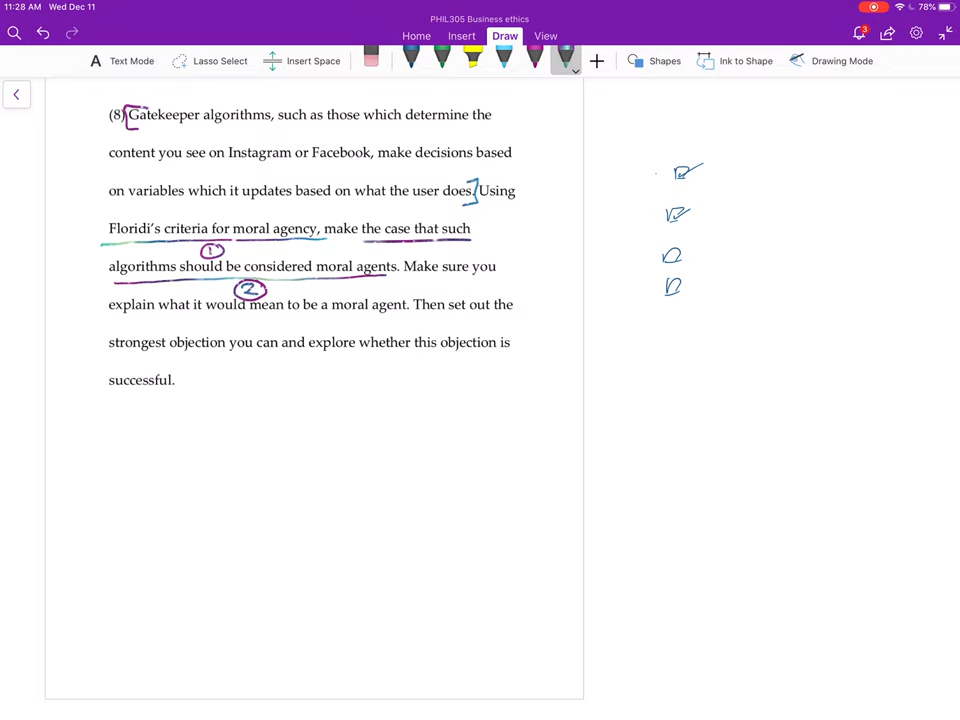 11:28 AM Wed Dec 11
78%
PHIL305 Business ethics
Home Insert Draw View
3
Text Mode Lasso Select Insert Space Shapes Ink to Shape Drawing Mode
(8) Gatekeeper algorithms, such as those which determine the
content you see on Instagram or Facebook, make decisions based
on variables which it updates based on what the user does. Using
Floridi's criteria for moral agency, make the case that such
1
algorithms should be considered moral agents. Make sure you
2
explain what it would mean to be a moral agent. Then set out the
strongest objection you can and explore whether this objection is
successful.